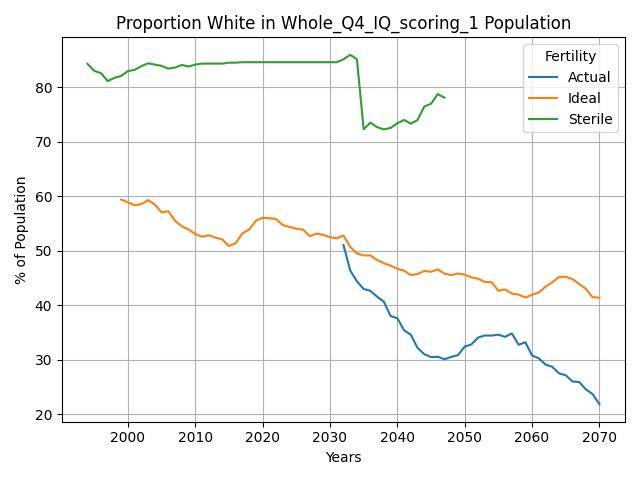 Proportion White in Whole_Q4_IQ_scoring_1 Population
Fertility
Actual
Ideal
Sterile
% of Population
80
70
60
50
40
30
20
2000 2010 2020 2030 2040 2050 2060 2070
Years